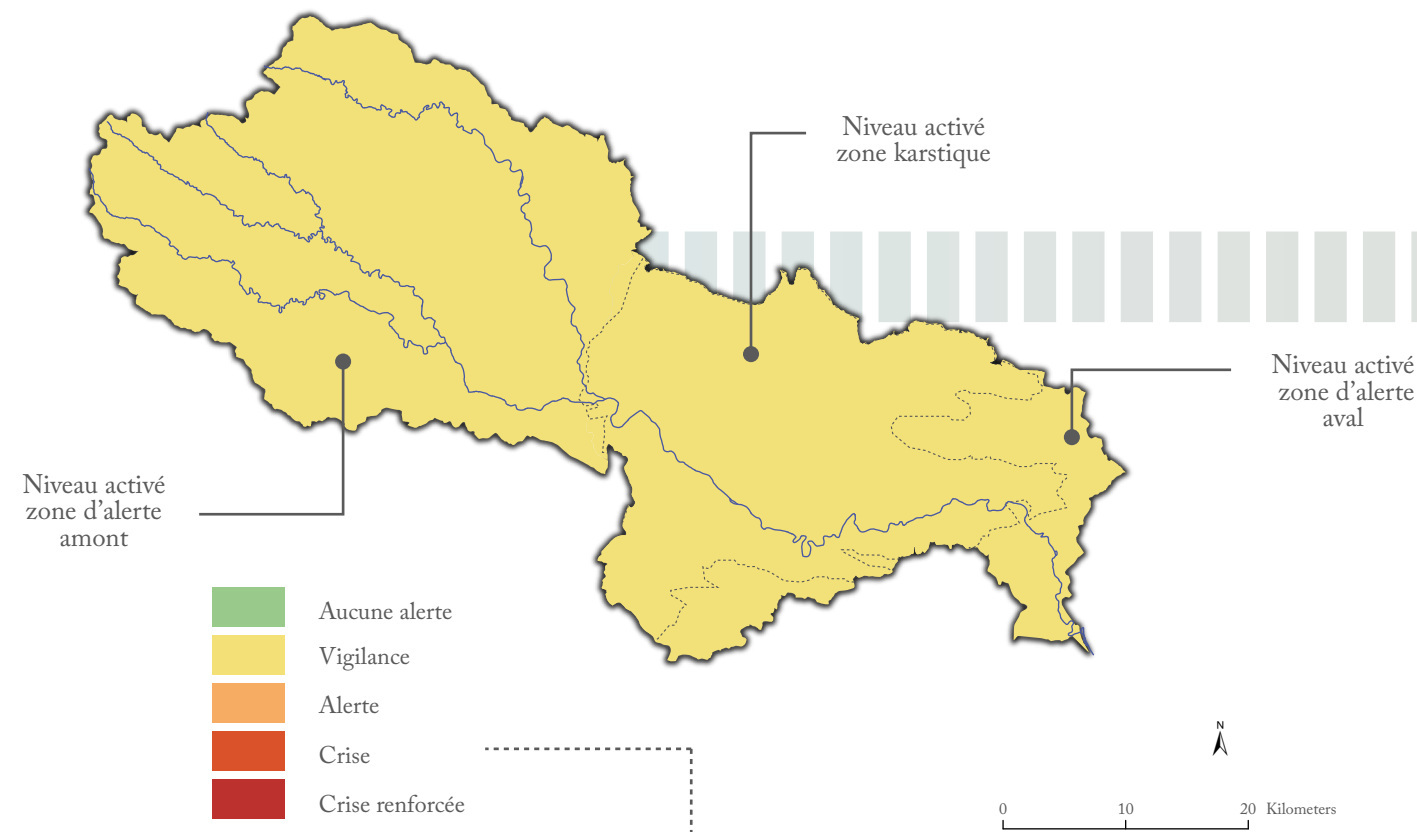 Niveau activé
zone karstique
Niveau activé
zone d'alerte
aval
Niveau activé
zone d'alerte
amont
Aucune alerte
Vigilance
Alerte
Crise
Crise renforcée
N
0 10 20 Kilometers